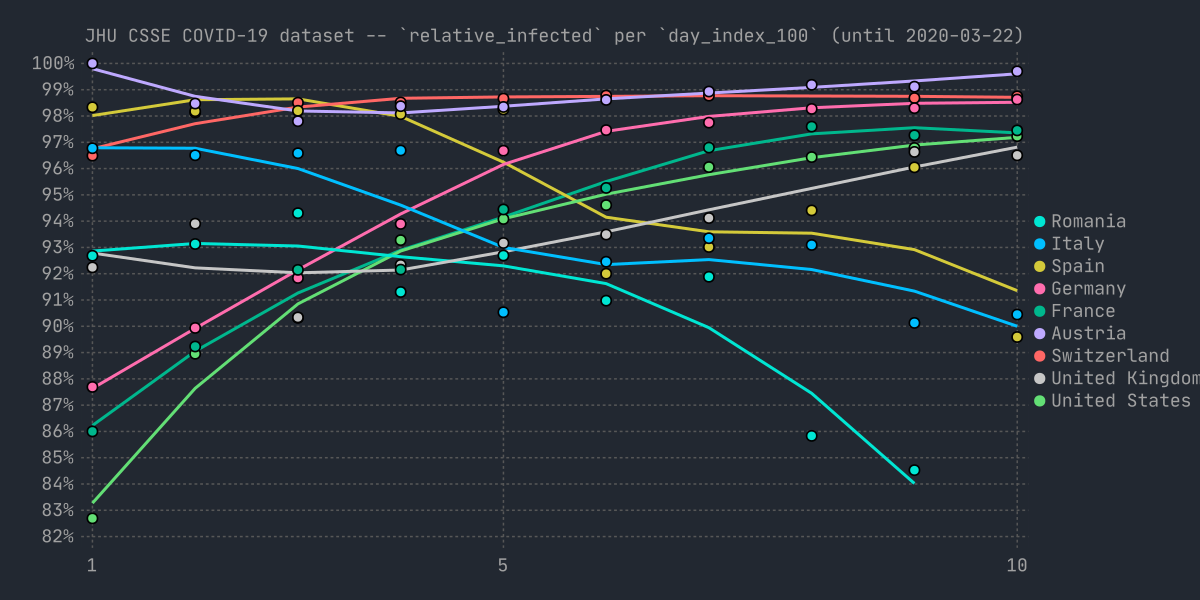 JHU CSSE COVID-19 dataset -- `relative_infected` per `day_index_100` (until 2020-03-22)
100%
99%
98%
97%
96%
95%
94%
93%
92%
91%
90%
89%
88%
87%
86%
85%
84%
83%
82%
1 5 10
Romania
Italy
Spain
Germany
France
Austria
Switzerland
United Kingdom
United States